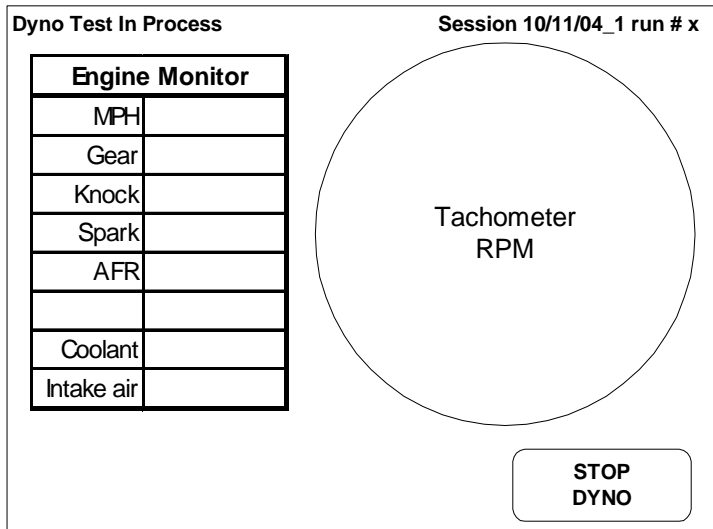 Dyno Test In Process
Session 10/11/04_1 run # x
Engine Monitor
MPH
Gear
Knock
Spark
AFR
Coolant
Intake air
Tachometer
RPM
STOP
DYNO